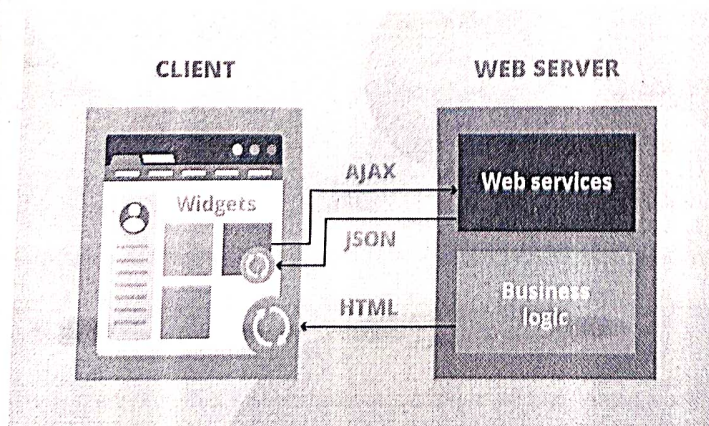 CLIENT
WEB SERVER
Widgets
AJAX
JSON
HTML
Web services
Business
logic